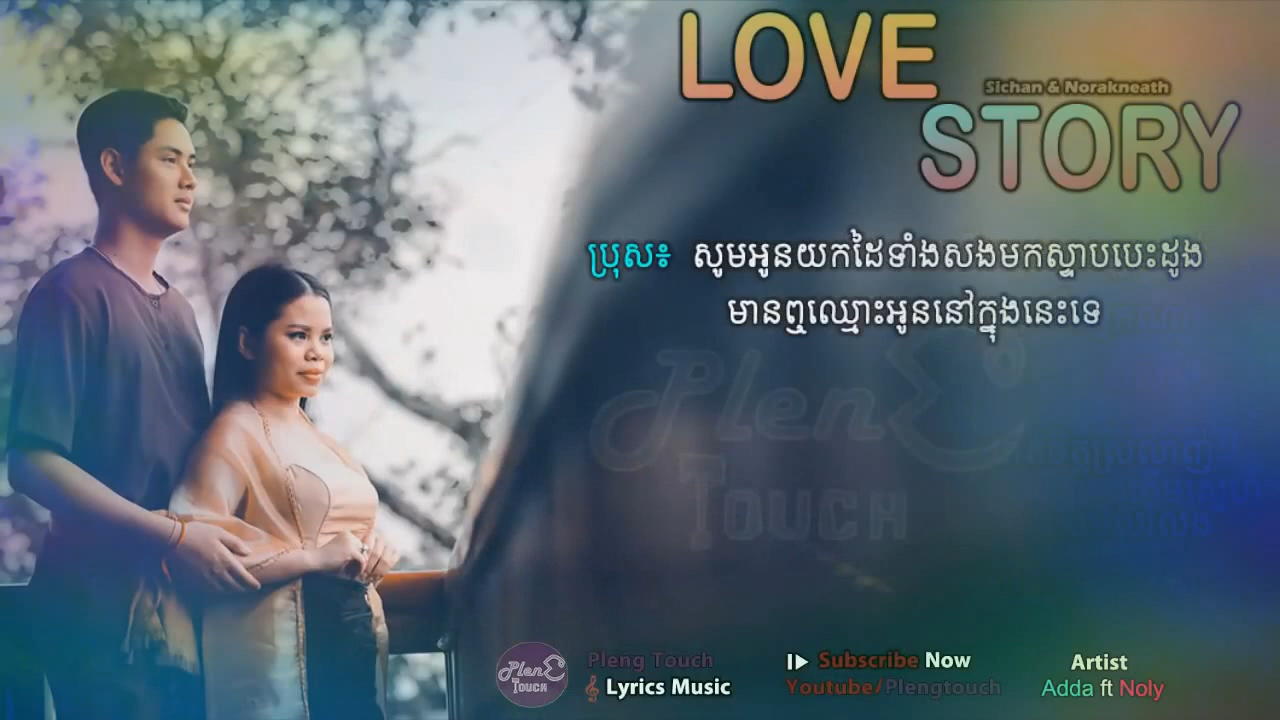 LOVE
Sichan & Norakneath
STORY
ប្រុស៖ សូមអូនយកដៃទាំងសងមកស្ទាបបេះដូង
មានឮឈ្មោះអូននៅក្នុងនេះទេ
Pleng
Touch
Pleng Touch
Lyrics Music
Pleng
Touch
Subscribe Now
Youtube/Plengtouch
Artist
Adda ft Noly